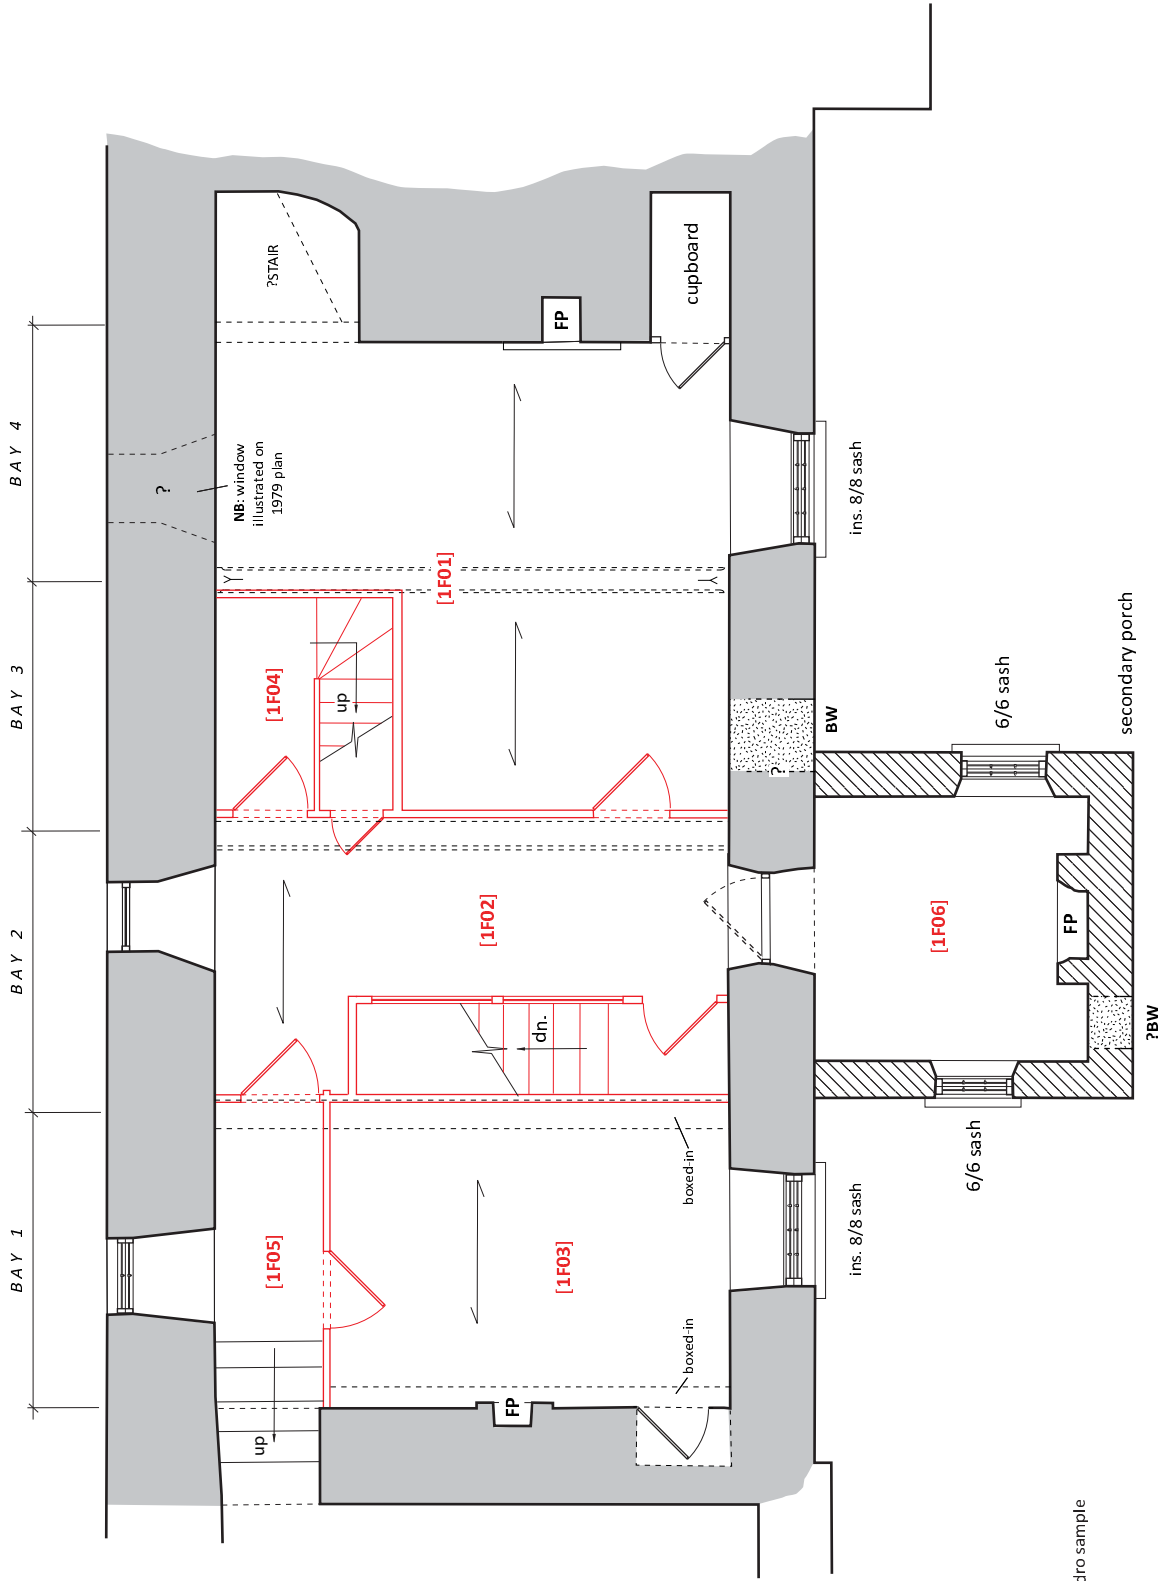 BAY 1
BAY 2
BAY 3
BAY 4
up
[1F05]
[1F04]
up
?STAIR
?
NB: window
illustrated on
1979 plan
[1F01]
[1F02]
dn.
FP
[1F03]
FP
cupboard
boxed-in
boxed-in
?
BW
ins. 8/8 sash
ins. 8/8 sash
[1F06]
6/6 sash
6/6 sash
FP
secondary porch
?BW
dro sample